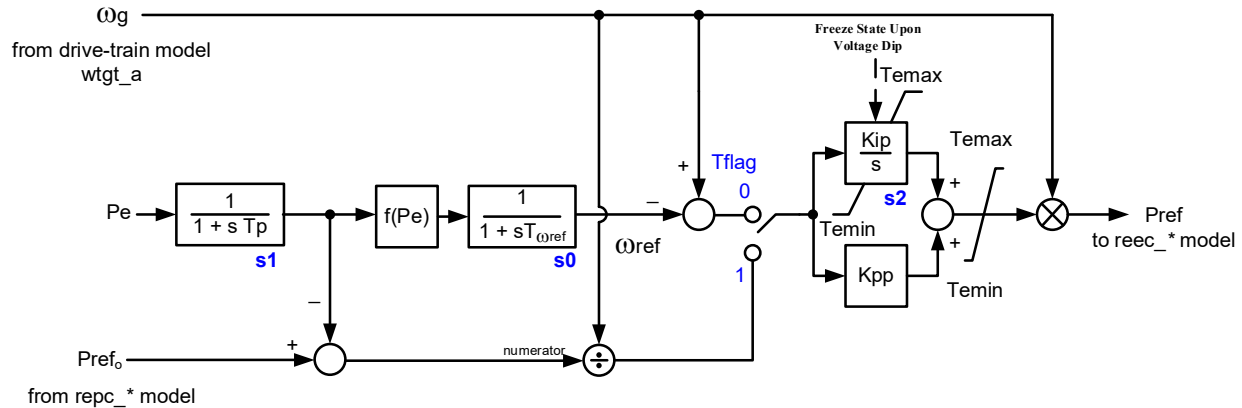 ωg
from drive-train model
wtgt_a
Freeze State Upon
Voltage Dip
Temax
Temax
+
Tflag
0
Kip
s
s2
+
Pe
1
1 + s Tp
s1
f(Pe)
1
1 + sTωref
s0
–
ωref
Temin
+
Pref
to reec_* model
1
Kpp
Temin
–
Prefo
+
numerator
÷
from repc_* model